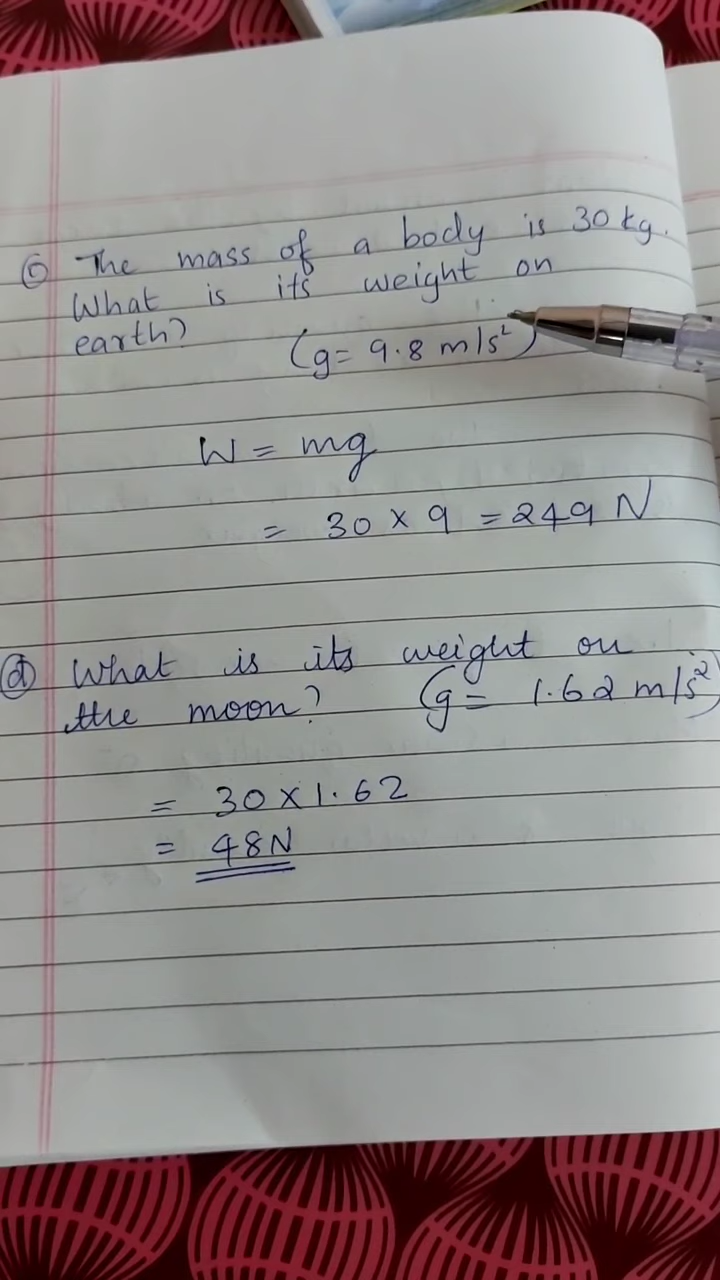 c The mass of a body is 30 kg.
What is its weight on
earth?
(g = 9.8 m/s²)
W = mg
= 30 × 9 = 249 N
d What is its weight on
the moon? (g = 1.62 m/s²)
= 30 × 1.62
= 48N